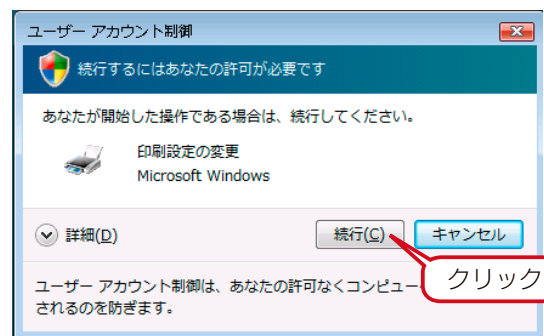 ユーザー アカウント制御
続行するにはあなたの許可が必要です
あなたが開始した操作である場合は、続行してください。
印刷設定の変更
Microsoft Windows
詳細(D)
続行(C)
キャンセル
クリック
ユーザー アカウント制御は、あなたの許可なくコンピュー
されるのを防ぎます。